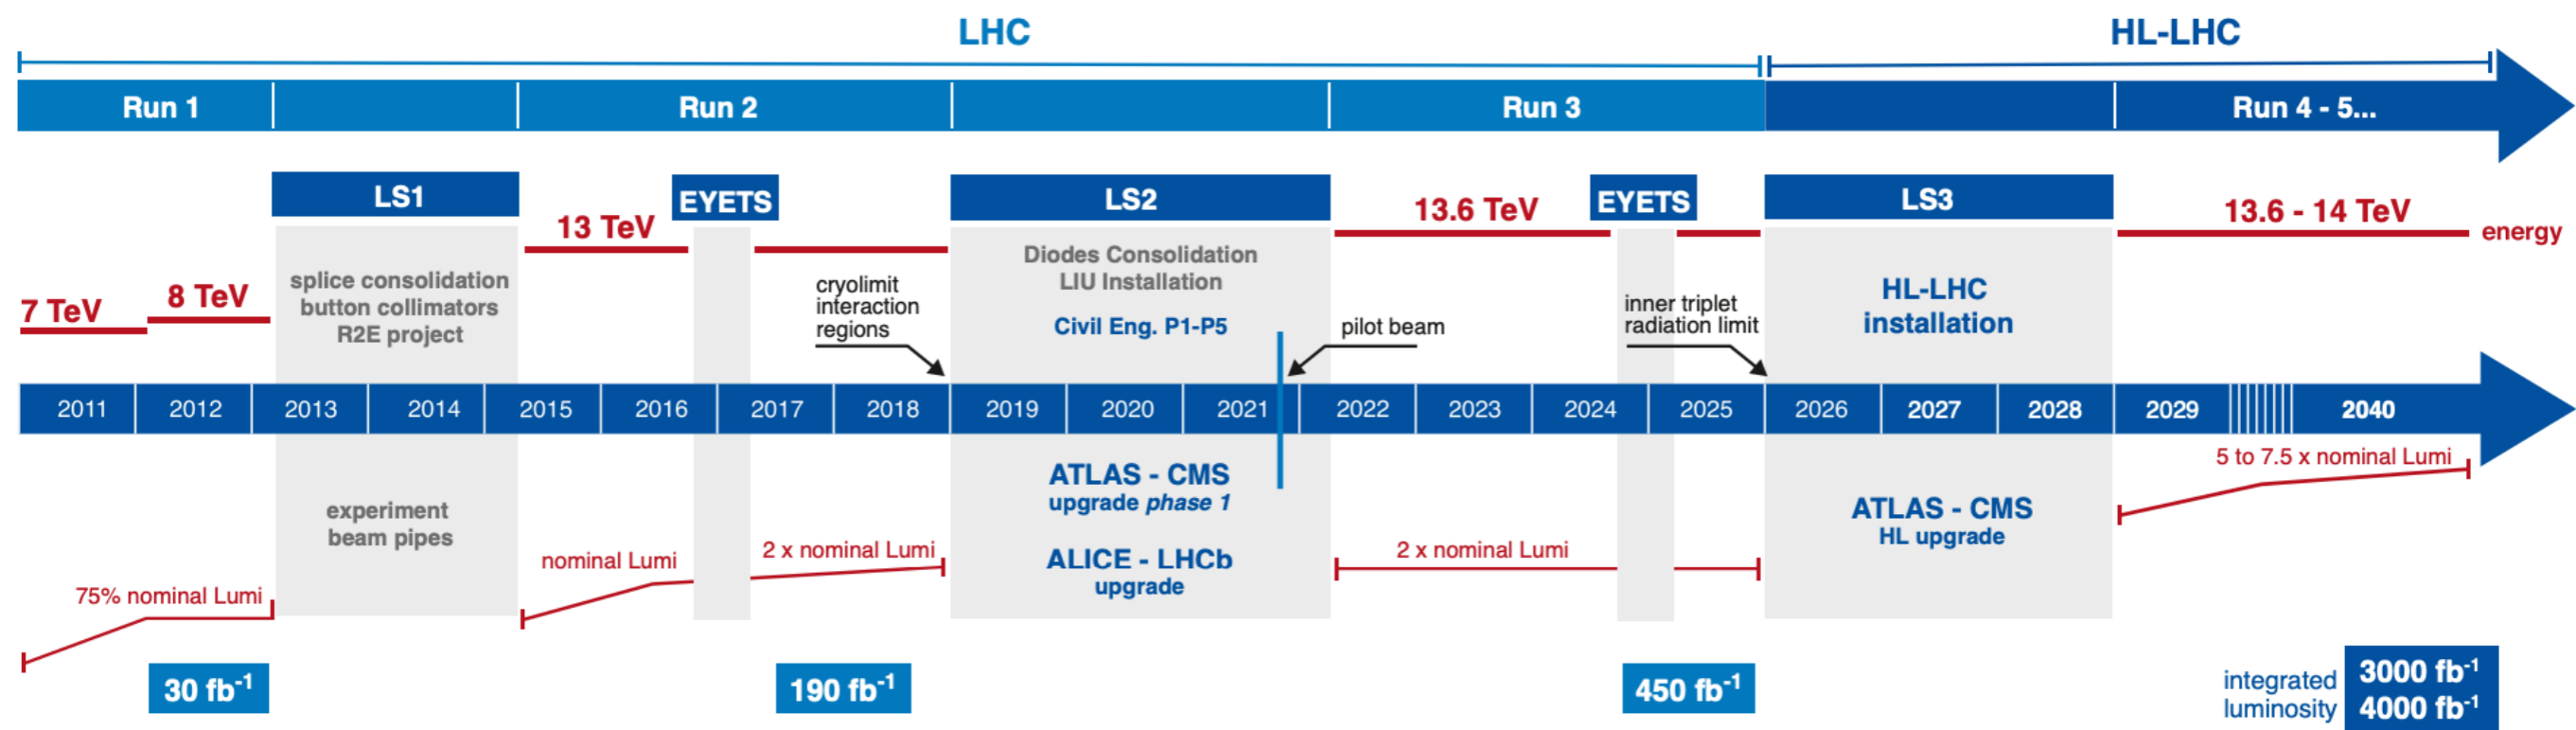 LHC
HL-LHC
Run 1
Run 2
Run 3
Run 4 - 5...
LS1
EYETS
LS2
EYETS
LS3
13 TeV
13.6 TeV
13.6 - 14 TeV
energy
7 TeV
8 TeV
splice consolidation
button collimators
R2E project
cryolimit
interaction
regions
Diodes Consolidation
LIU Installation
Civil Eng. P1-P5
pilot beam
inner triplet
radiation limit
HL-LHC
installation
2011
2012
2013
2014
2015
2016
2017
2018
2019
2020
2021
2022
2023
2024
2025
2026
2027
2028
2029
2040
experiment
beam pipes
ATLAS - CMS
upgrade phase 1
ALICE - LHCb
upgrade
ATLAS - CMS
HL upgrade
5 to 7.5 x nominal Lumi
75% nominal Lumi
nominal Lumi
2 x nominal Lumi
2 x nominal Lumi
30 fb⁻¹
190 fb⁻¹
450 fb⁻¹
integrated
luminosity
3000 fb⁻¹
4000 fb⁻¹